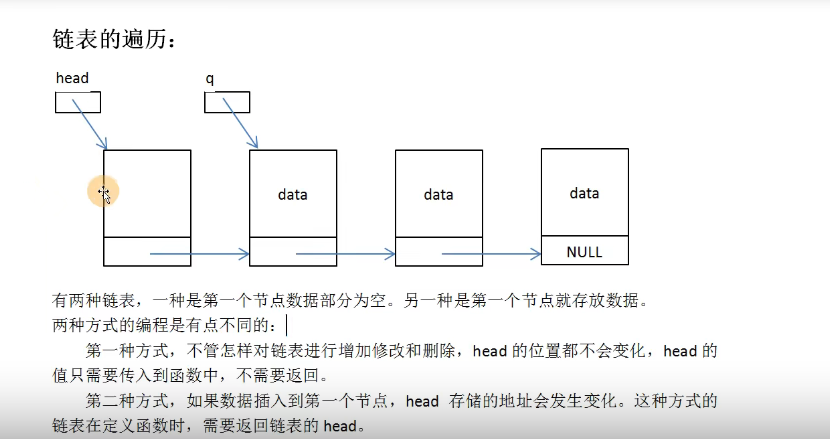 链表的遍历：
head q
data data data
NULL
有两种链表，一种是第一个节点数据部分为空。另一种是第一个节点就存放数据。
两种方式的编程是有点不同的：
第一种方式，不管怎样对链表进行增加修改和删除，head 的位置都不会变化，head 的
值只需要传入到函数中，不需要返回。
第二种方式，如果数据插入到第一个节点，head 存储的地址会发生变化。这种方式的
链表在定义函数时，需要返回链表的 head。